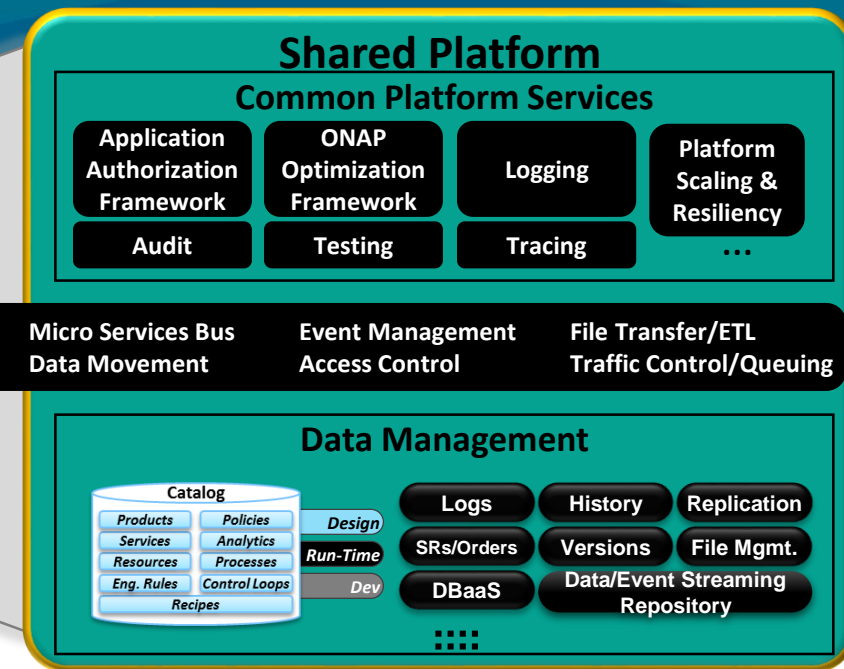 Shared Platform
Common Platform Services
Application
Authorization
Framework
ONAP
Optimization
Framework
Logging
Platform
Scaling &
Resiliency
Audit
Testing
Tracing
...
Micro Services Bus
Event Management
File Transfer/ETL
Data Movement
Access Control
Traffic Control/Queuing
Data Management
Catalog
Products
Policies
Services
Analytics
Resources
Processes
Eng. Rules
Control Loops
Recipes
Design
Run-Time
Dev
Logs
History
Replication
SRs/Orders
Versions
File Mgmt.
DBaaS
Data/Event Streaming
Repository
::::